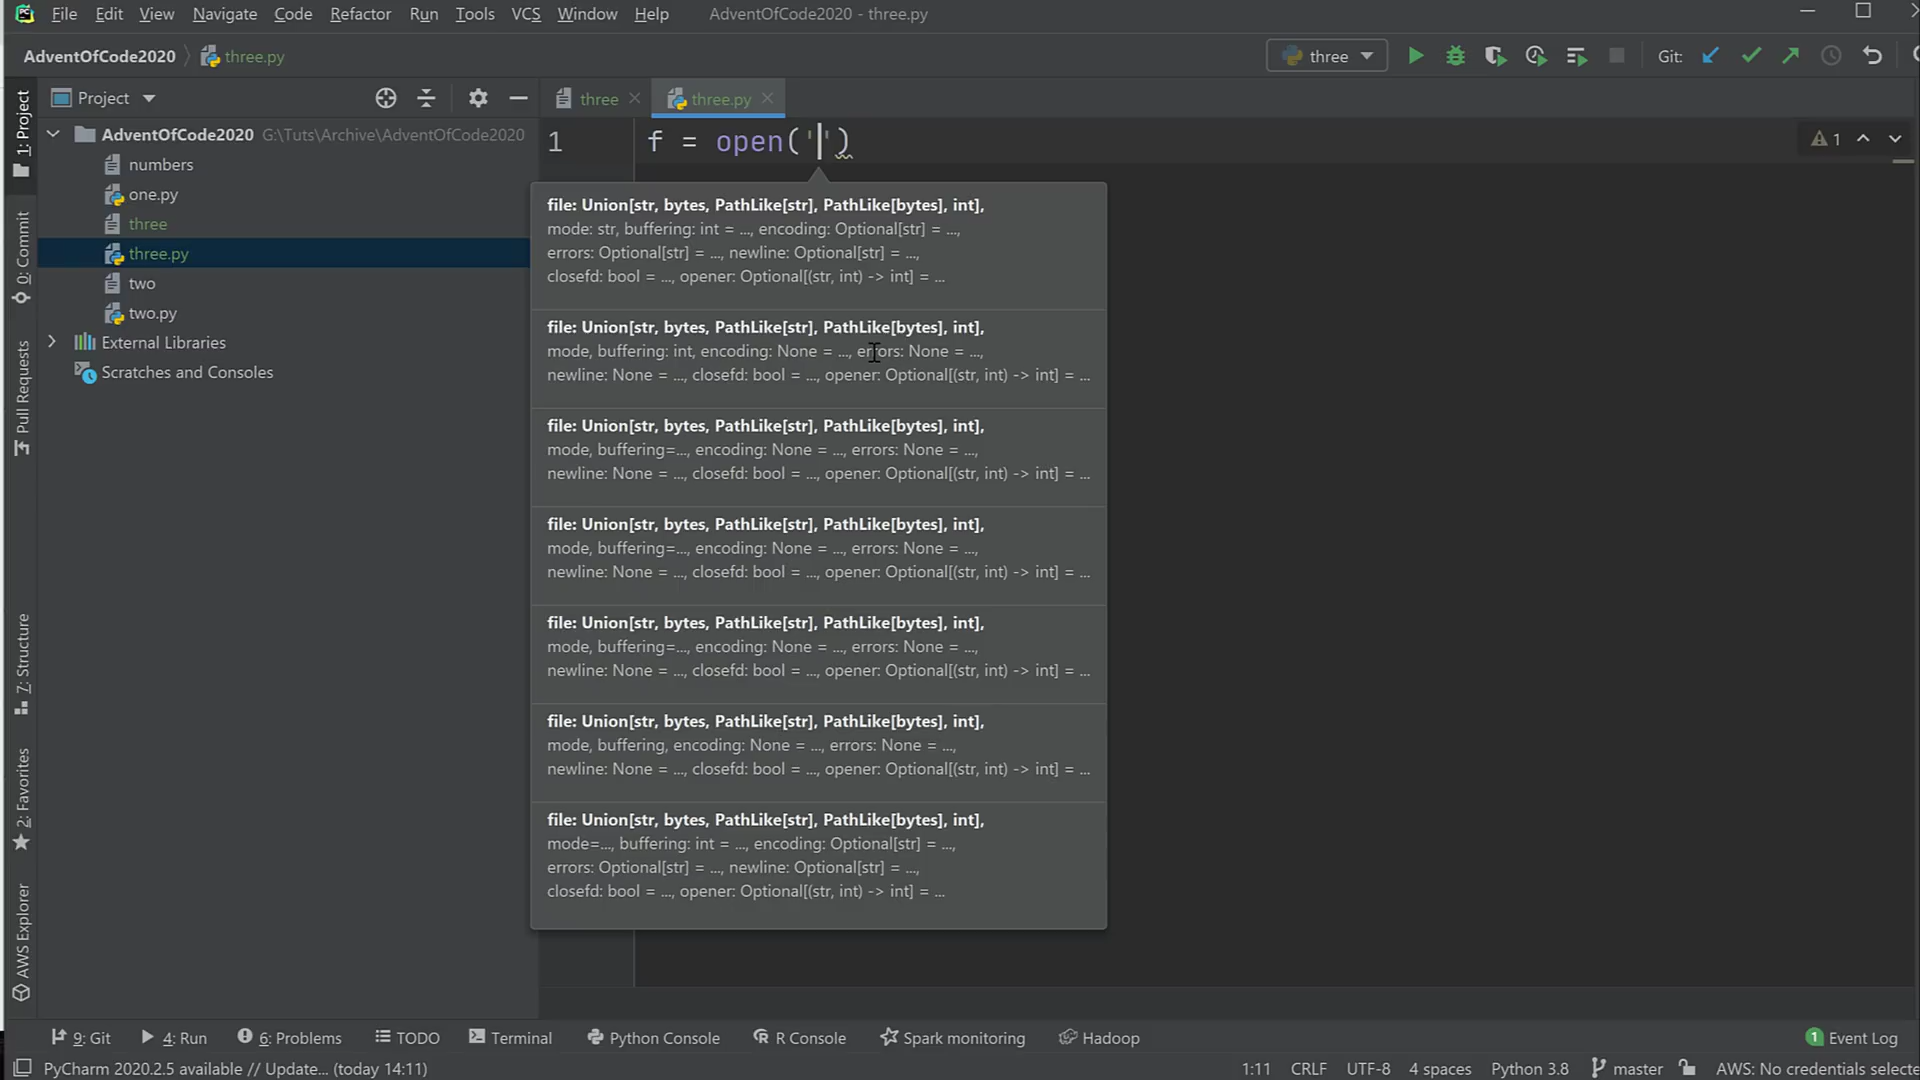 File Edit View Navigate Code Refactor Run Tools VCS Window Help AdventOfCode2020 - three.py
AdventOfCode2020 three.py three Git:
Project
three
three.py
AdventOfCode2020 G:\Tuts\Archive\AdventOfCode2020
numbers
one.py
three
three.py
two
two.py
External Libraries
Scratches and Consoles
1: Project
0: Commit
Pull Requests
7: Structure
2: Favorites
AWS Explorer
1 f = open('')
1
file: Union[str, bytes, PathLike[str], PathLike[bytes], int],
mode: str, buffering: int = ..., encoding: Optional[str] = ...,
errors: Optional[str] = ..., newline: Optional[str] = ...,
closefd: bool = ..., opener: Optional[(str, int) -> int] = ...
file: Union[str, bytes, PathLike[str], PathLike[bytes], int],
mode, buffering: int, encoding: None = ..., errors: None = ...,
newline: None = ..., closefd: bool = ..., opener: Optional[(str, int) -> int] = ...
file: Union[str, bytes, PathLike[str], PathLike[bytes], int],
mode, buffering=..., encoding: None = ..., errors: None = ...,
newline: None = ..., closefd: bool = ..., opener: Optional[(str, int) -> int] = ...
file: Union[str, bytes, PathLike[str], PathLike[bytes], int],
mode, buffering=..., encoding: None = ..., errors: None = ...,
newline: None = ..., closefd: bool = ..., opener: Optional[(str, int) -> int] = ...
file: Union[str, bytes, PathLike[str], PathLike[bytes], int],
mode, buffering=..., encoding: None = ..., errors: None = ...,
newline: None = ..., closefd: bool = ..., opener: Optional[(str, int) -> int] = ...
file: Union[str, bytes, PathLike[str], PathLike[bytes], int],
mode, buffering, encoding: None = ..., errors: None = ...,
newline: None = ..., closefd: bool = ..., opener: Optional[(str, int) -> int] = ...
file: Union[str, bytes, PathLike[str], PathLike[bytes], int],
mode=..., buffering: int = ..., encoding: Optional[str] = ...,
errors: Optional[str] = ..., newline: Optional[str] = ...,
closefd: bool = ..., opener: Optional[(str, int) -> int] = ...
9: Git 4: Run 6: Problems TODO Terminal Python Console R Console Spark monitoring Hadoop 1 Event Log
PyCharm 2020.2.5 available // Update... (today 14:11) 1:11 CRLF UTF-8 4 spaces Python 3.8 master AWS: No credentials selecte